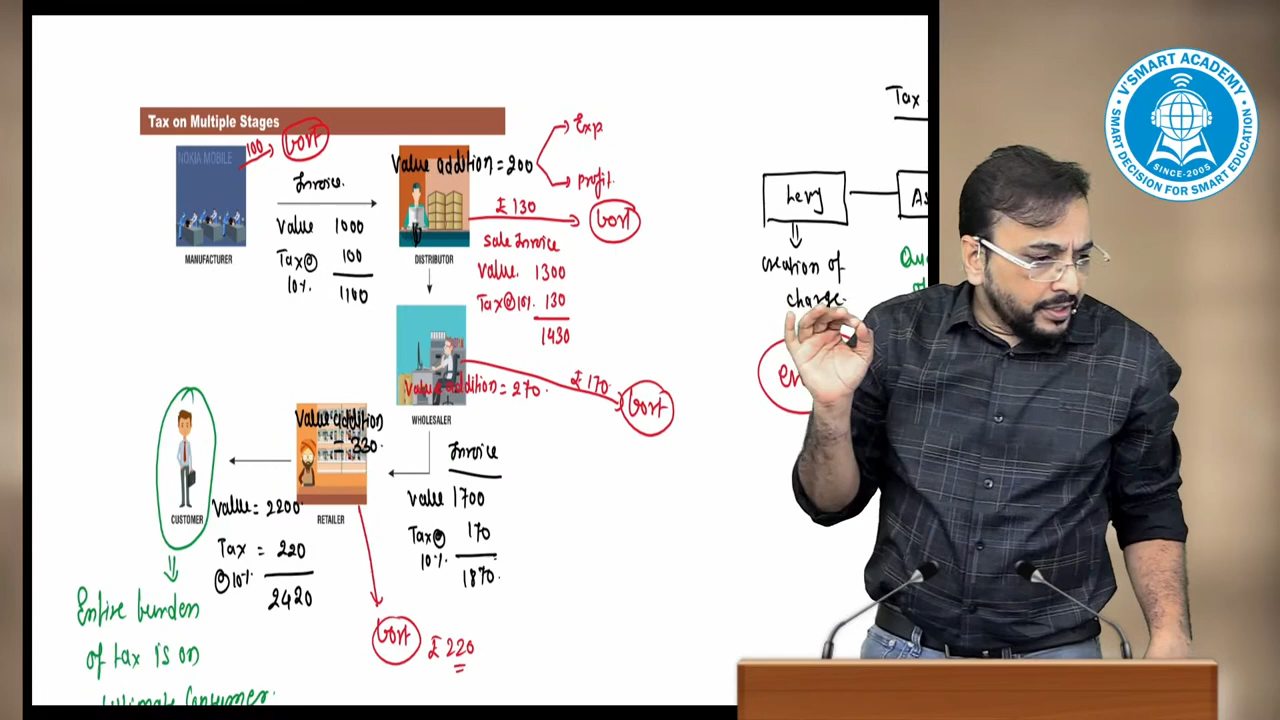 Tax on Multiple Stages
NOKIA MOBILE
100
Govt
Invoice
Value 1000
Tax@ 100
10%
1100
MANUFACTURER
Value addition = 200
Exp
Profit.
DISTRIBUTOR
₹ 130
Govt
Sale Invoice
Value. 1300
Tax@10%. 130
1430
Value addition = 270.
₹ 170
Govt
WHOLESALER
Invoice
Value 1700
Tax@ 170
10%.
1870.
Value addition
= 330.
RETAILER
Govt
₹ 220
CUSTOMER
Value = 2200
Tax = 220
@10%.
2420
Entire burden
of tax is on
ultimate Consumer.
Tax
Levy
creation of
charge.
V'SMART ACADEMY
SINCE-2005
SMART DECISION FOR SMART EDUCATION